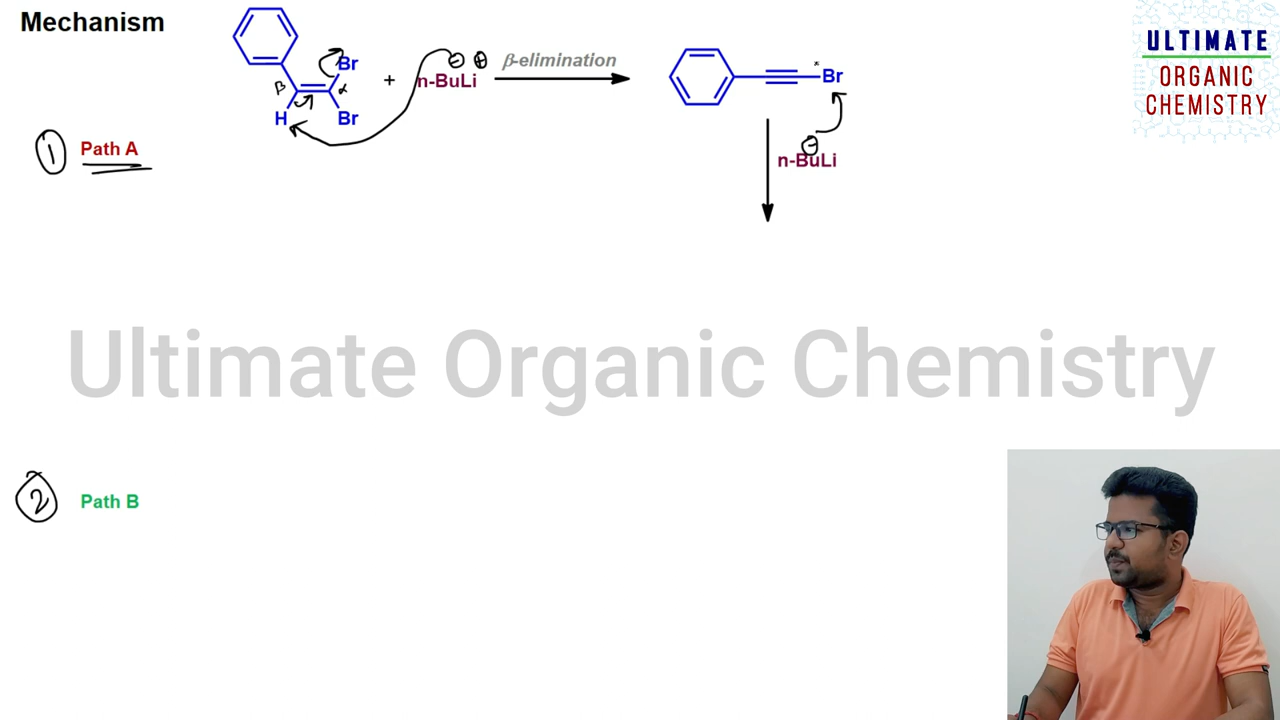 Mechanism
Br
β
α
H
Br
+
n-BuLi
⊖ ⊕
β-elimination
Br
⊖
n-BuLi
ULTIMATE
ORGANIC
CHEMISTRY
1 Path A
Ultimate Organic Chemistry
2 Path B